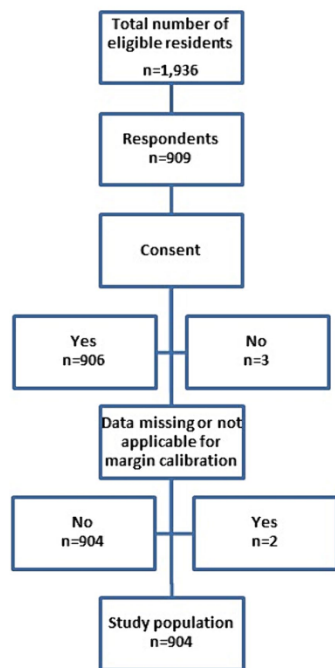 Total number of
eligible residents
n=1,936
Respondents
n=909
Consent
Yes
n=906
No
n=3
Data missing or not
applicable for
margin calibration
No
n=904
Yes
n=2
Study population
n=904